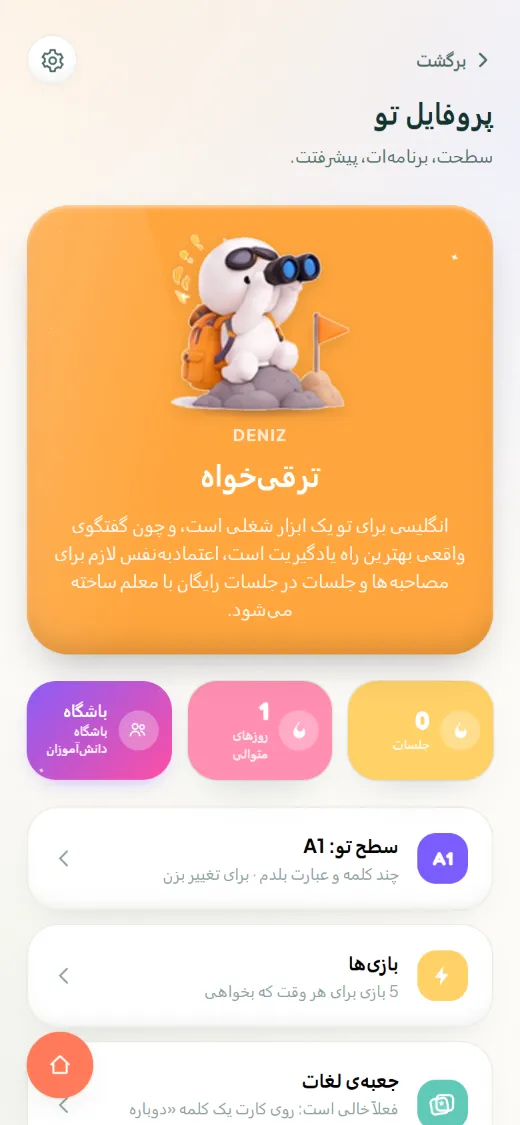 برگشت
پروفایل تو
سطحت، برنامه‌ات، پیشرفتت.
DENIZ
ترقی‌خواه
انگلیسی برای تو یک ابزار شغلی است، و چون گفتگوی
واقعی بهترین راه یادگیریت است، اعتمادبه‌نفس لازم برای
مصاحبه‌ها و جلسات در جلسات رایگان با معلم ساخته
می‌شود.
0
جلسات
1
روزهای
متوالی
باشگاه
باشگاه
دانش‌آموزان
A1
سطح تو: A1
چند کلمه و عبارت بلدم · برای تغییر بزن
بازی‌ها
5 بازی برای هر وقت که بخواهی
جعبه‌ی لغات
فعلاً خالی است: روی کارت یک کلمه «دوباره